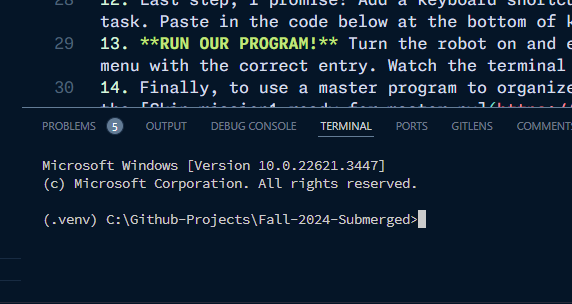 28 12. Last step, I promise! Add a keyboard shortc
task. Paste in the code below at the bottom of k
29 13. **RUN OUR PROGRAM!** Turn the robot on and e
menu with the correct entry. Watch the terminal
30 14. Finally, to use a master program to organize
PROBLEMS 5 OUTPUT DEBUG CONSOLE TERMINAL PORTS GITLENS COMMENTS
Microsoft Windows [Version 10.0.22621.3447]
(c) Microsoft Corporation. All rights reserved.
(.venv) C:\Github-Projects\Fall-2024-Submerged>